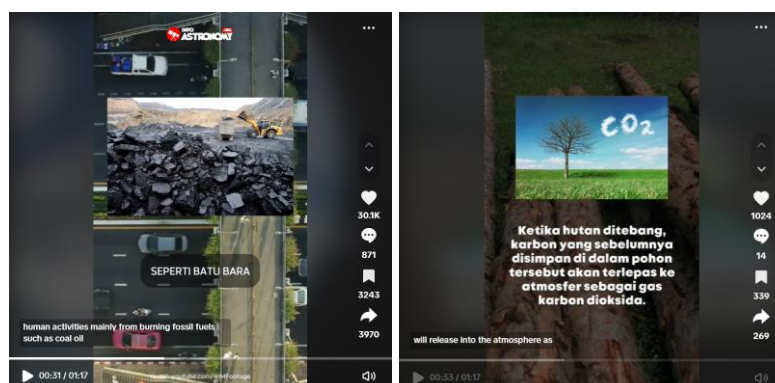 INFO
ASTRONOMY
SEPERTI BATU BARA
human activities mainly from burning fossil fuels
such as coal oil
30.1K
871
3243
3970
00:31 / 01:17
CO2
Ketika hutan ditebang,
karbon yang sebelumnya
disimpan di dalam pohon
tersebut akan terlepas ke
atmosfer sebagai gas
karbon dioksida.
will release into the atmosphere as
1024
14
339
269
00:33 / 01:17